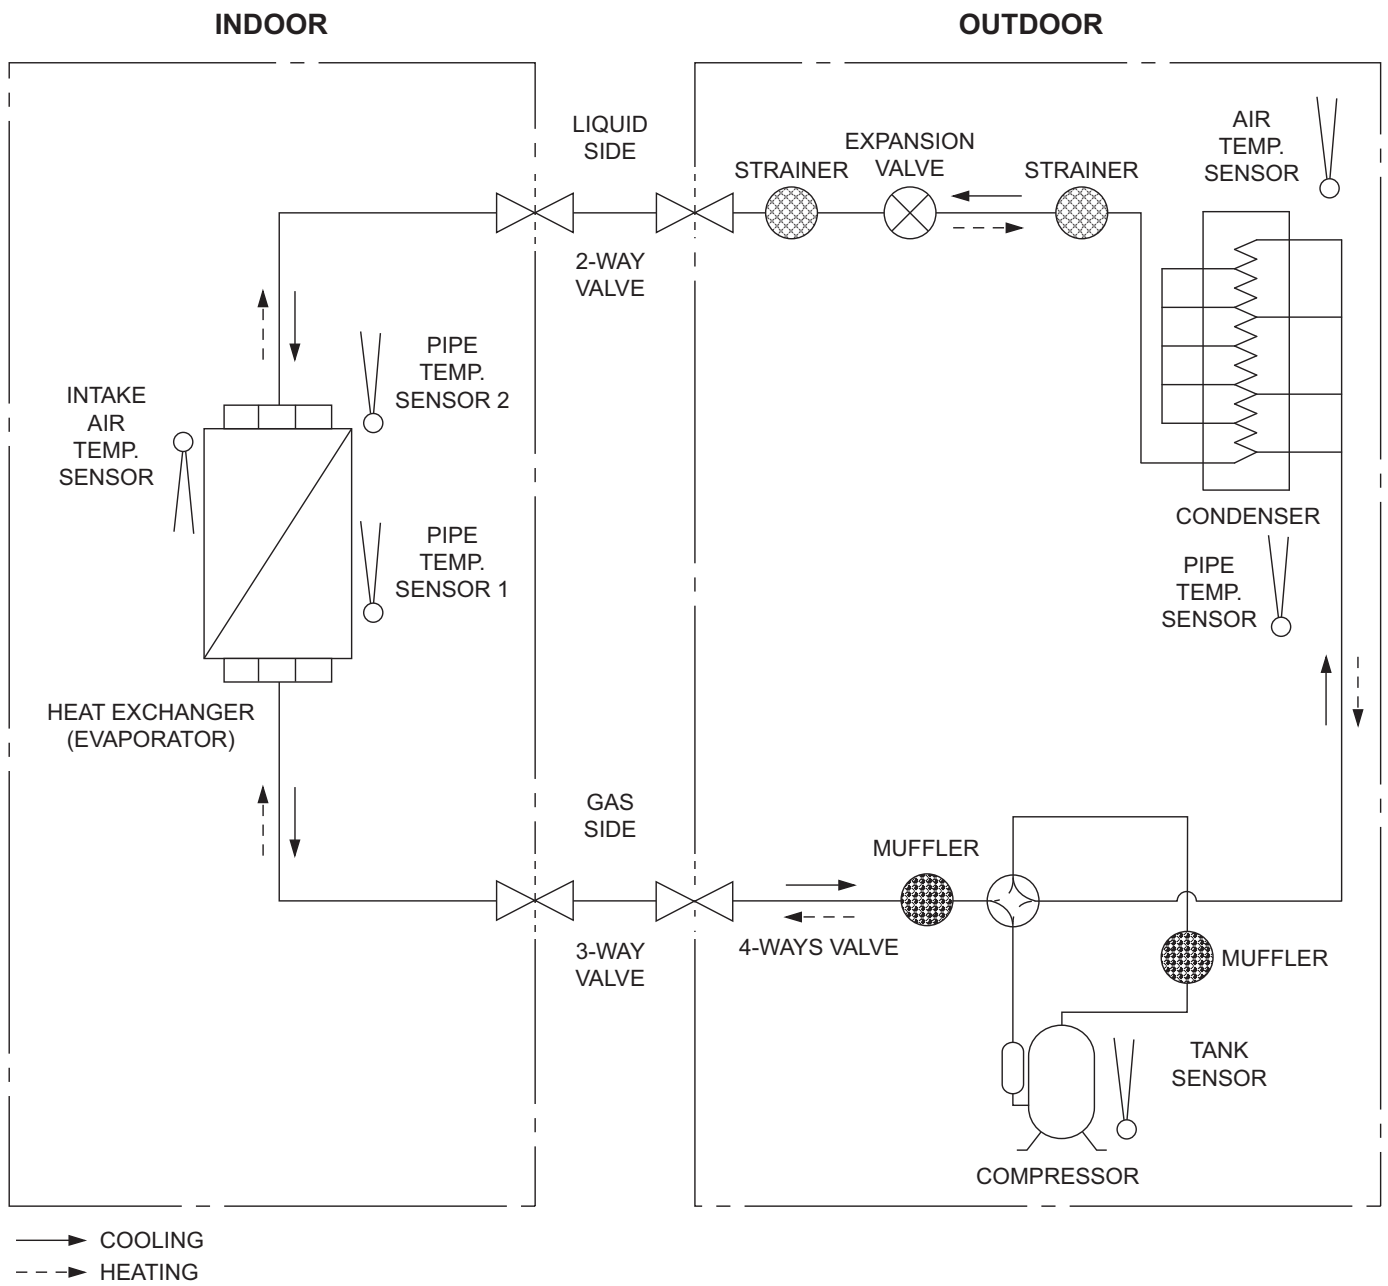 INDOOR
OUTDOOR
LIQUID
SIDE
2-WAY
VALVE
STRAINER
EXPANSION
VALVE
STRAINER
AIR
TEMP.
SENSOR
INTAKE
AIR
TEMP.
SENSOR
PIPE
TEMP.
SENSOR 2
PIPE
TEMP.
SENSOR 1
HEAT EXCHANGER
(EVAPORATOR)
CONDENSER
PIPE
TEMP.
SENSOR
GAS
SIDE
3-WAY
VALVE
MUFFLER
4-WAYS VALVE
MUFFLER
TANK
SENSOR
COMPRESSOR
COOLING
HEATING